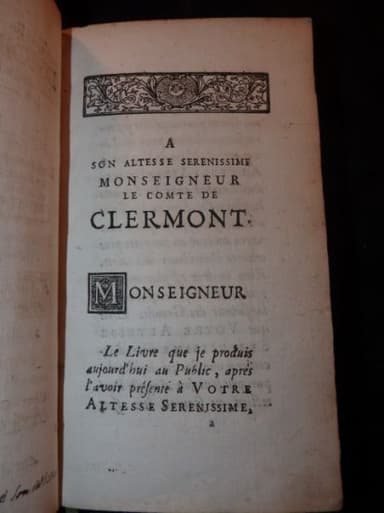 A
SON ALTESSE SERENISSIME
MONSEIGNEUR
LE COMTE DE
CLERMONT.
MONSEIGNEUR
Le Livre que je produis
aujourd'hui au Public, après
l'avoir présenté à VOTRE
ALTESSE SERENISSIME,
a